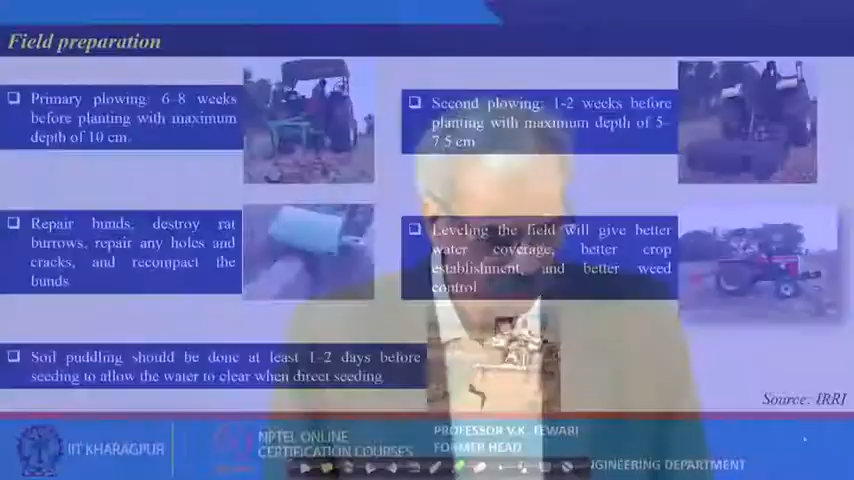 Field preparation
Primary plowing: 6-8 weeks
before planting with maximum
depth of 10 cm.
Second plowing: 1-2 weeks before
planting with maximum depth of 5-
7.5 cm
Repair bunds, destroy rat
burrows, repair any holes and
cracks, and recompact the
bunds
Leveling the field will give better
water coverage, better crop
establishment, and better weed
control
Soil puddling should be done at least 1-2 days before
seeding to allow the water to clear when direct seeding
Source: IRRI
IIT KHARAGPUR
NPTEL ONLINE
CERTIFICATION COURSES
PROFESSOR V.K. TEWARI
FORMER HEAD
ENGINEERING DEPARTMENT